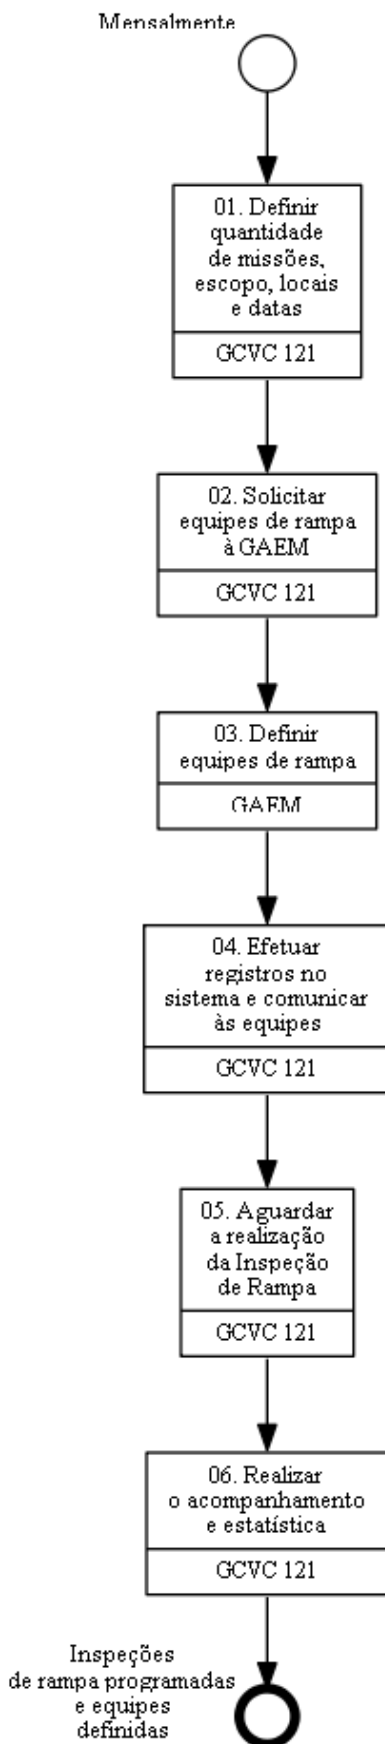 Mensalmente
01. Definir
quantidade
de missões,
escopo, locais
e datas
GCVC 121
02. Solicitar
equipes de rampa
à GAEM
GCVC 121
03. Definir
equipes de rampa
GAEM
04. Efetuar
registros no
sistema e comunicar
às equipes
GCVC 121
05. Aguardar
a realização
da Inspeção
de Rampa
GCVC 121
06. Realizar
o acompanhamento
e estatística
GCVC 121
Inspeções
de rampa programadas
e equipes
definidas